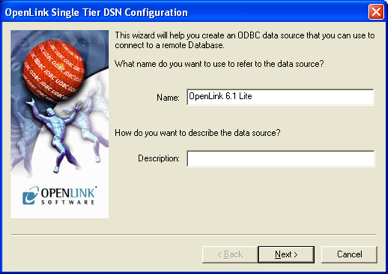 OpenLink Single Tier DSN Configuration
This wizard will help you create an ODBC data source that you can use to
connect to a remote Database.
What name do you want to use to refer to the data source?
Name: OpenLink 6.1 Lite
How do you want to describe the data source?
Description:
OPENLINK
SOFTWARE
< Back Next > Cancel